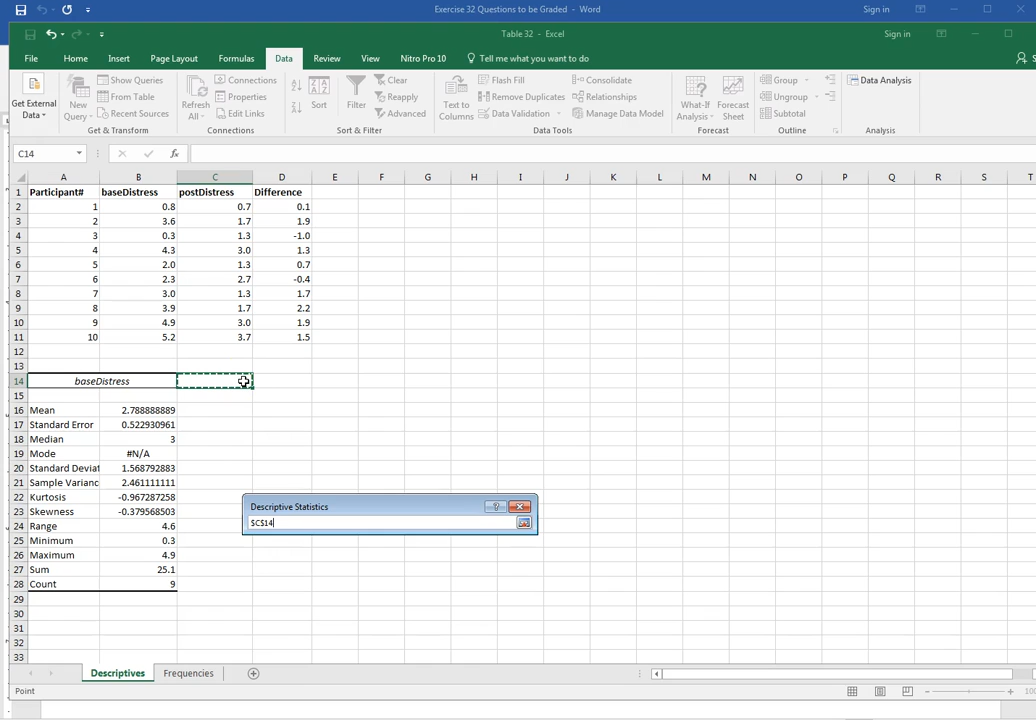 Exercise 32 Questions to be Graded - Word
Sign in
Table 32 - Excel
Sign in
File Home Insert Page Layout Formulas Data Review View Nitro Pro 10 Tell me what you want to do
Get External Data
New Query
Show Queries
From Table
Recent Sources
Get & Transform
Refresh All
Connections
Properties
Edit Links
Connections
Sort
Filter
Clear
Reapply
Advanced
Sort & Filter
Text to Columns
Flash Fill
Remove Duplicates
Data Validation
Consolidate
Relationships
Manage Data Model
Data Tools
What-If Analysis
Forecast Sheet
Forecast
Group
Ungroup
Subtotal
Outline
Data Analysis
Analysis
C14 fx
A B C D E F G H I J K L M N O P Q R S T
1 Participant# baseDistress postDistress Difference
2 1 0.8 0.7 0.1
3 2 3.6 1.7 1.9
4 3 0.3 1.3 -1.0
5 4 4.3 3.0 1.3
6 5 2.0 1.3 0.7
7 6 2.3 2.7 -0.4
8 7 3.0 1.3 1.7
9 8 3.9 1.7 2.2
10 9 4.9 3.0 1.9
11 10 5.2 3.7 1.5
12
13
14 baseDistress
15
16 Mean 2.788888889
17 Standard Error 0.522930961
18 Median 3
19 Mode #N/A
20 Standard Deviat 1.568792883
21 Sample Varianc 2.461111111
22 Kurtosis -0.967287258
23 Skewness -0.379568503
24 Range 4.6
25 Minimum 0.3
26 Maximum 4.9
27 Sum 25.1
28 Count 9
29
30
31
32
33
Descriptive Statistics
$C$14
Descriptives Frequencies
Point
100